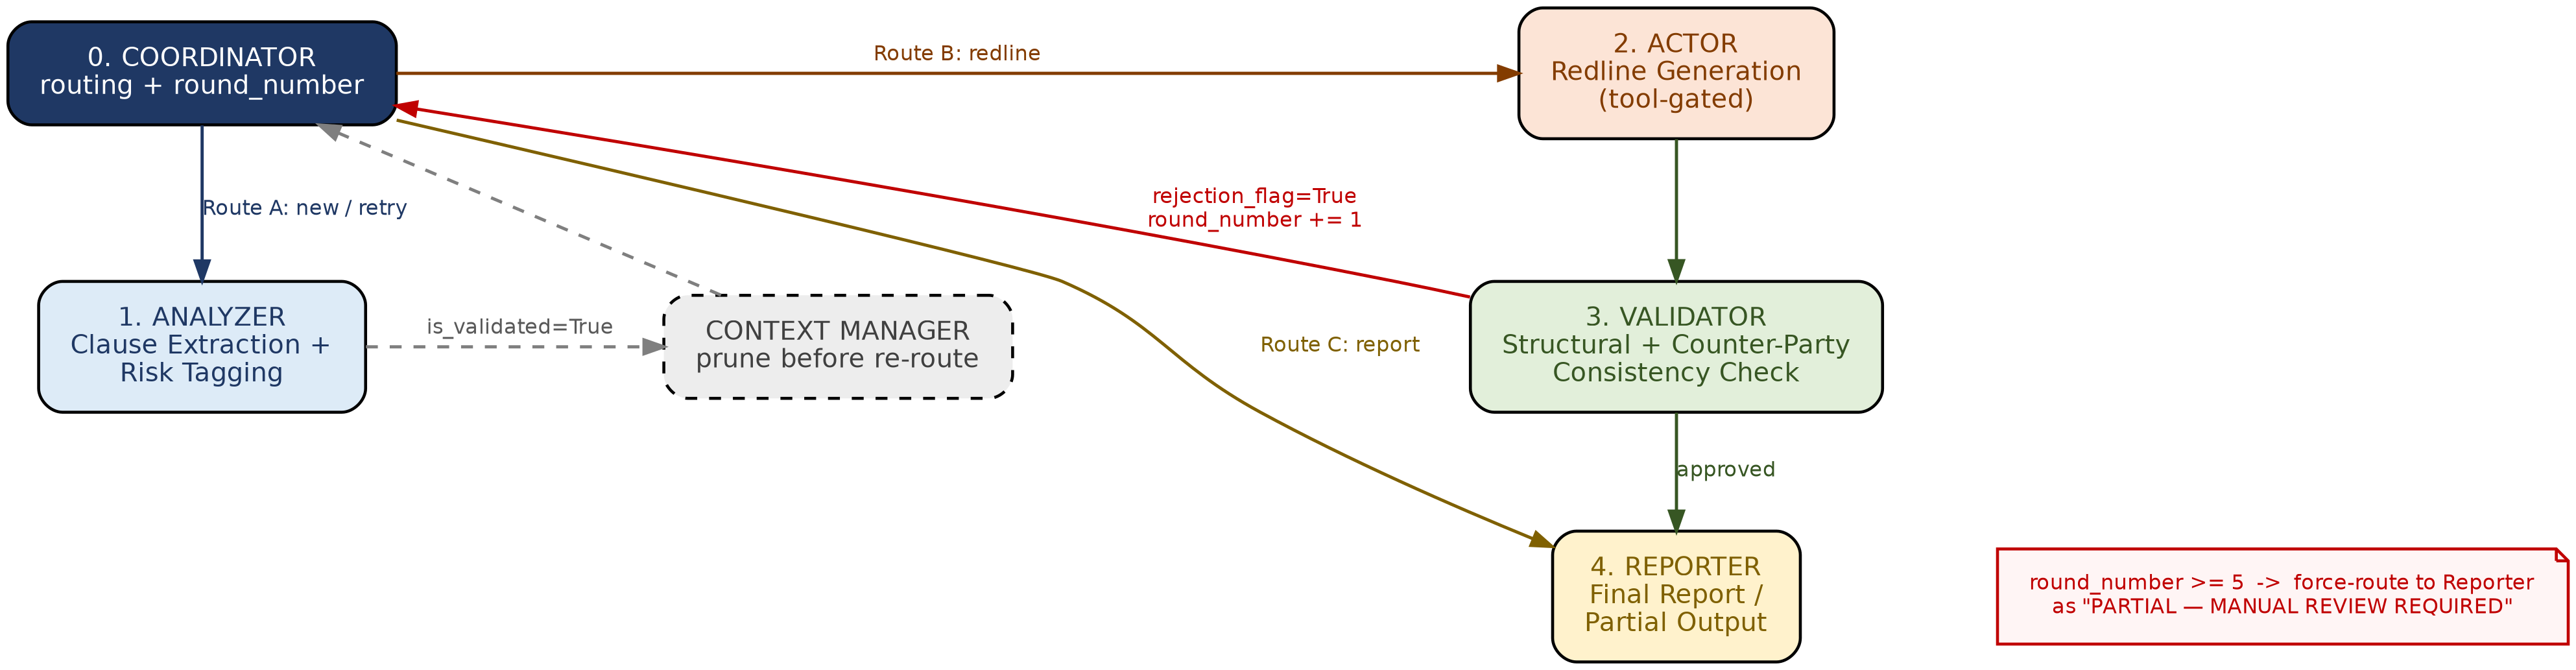 0. COORDINATOR
routing + round_number
Route B: redline
2. ACTOR
Redline Generation
(tool-gated)
Route A: new / retry
rejection_flag=True
round_number += 1
1. ANALYZER
Clause Extraction +
Risk Tagging
is_validated=True
CONTEXT MANAGER
prune before re-route
Route C: report
3. VALIDATOR
Structural + Counter-Party
Consistency Check
approved
4. REPORTER
Final Report /
Partial Output
round_number >= 5  ->  force-route to Reporter
as "PARTIAL — MANUAL REVIEW REQUIRED"